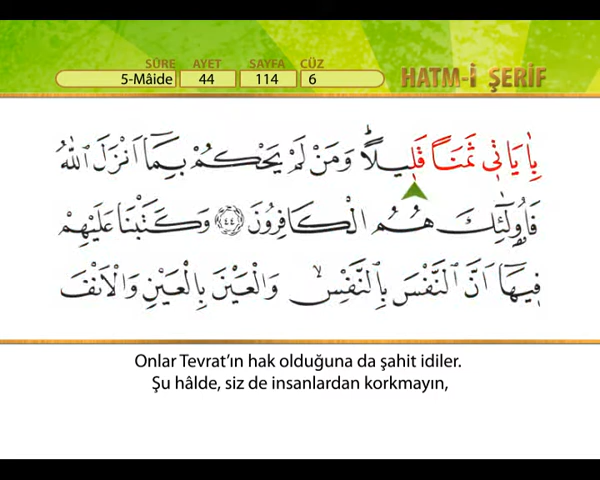 SÛRE AYET SAYFA CÜZ
5-Mâide 44 114 6
HATM-İ ŞERİF
بِاٰيَات۪ي ثَمَنًا قَل۪يلًاۜ وَمَنْ لَمْ يَحْكُمْ بِمَٓا اَنْزَلَ اللّٰهُ
فَاُو۬لٰٓئِكَ هُمُ الْكَافِرُونَ ﴿٤٤﴾ وَكَتَبْنَا عَلَيْهِمْ
ف۪يهَٓا اَنَّ النَّفْسَ بِالنَّفْسِۙ وَالْعَيْنَ بِالْعَيْنِ وَالْاَنْفَ
Onlar Tevrat’ın hak olduğuna da şahit idiler.
Şu hâlde, siz de insanlardan korkmayın,